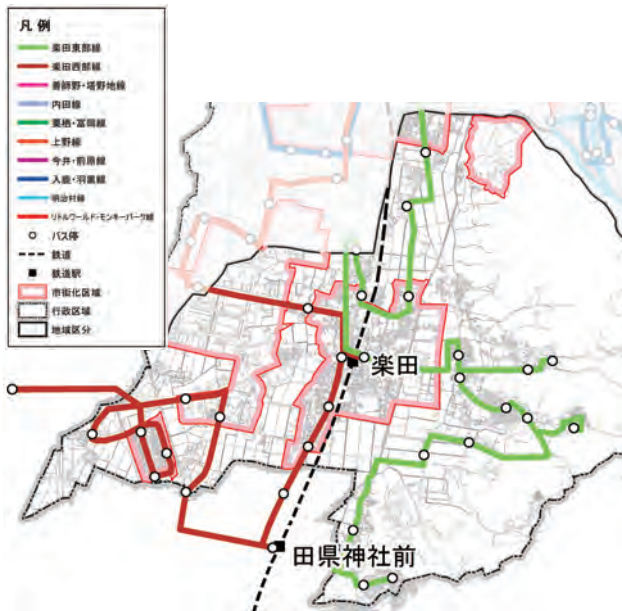 凡例
楽田東部線
楽田西部線
善師野・塔野地線
内田線
栗栖・冨岡線
上野線
今井・前原線
入鹿・羽黒線
明治村線
リトルワールド・モンキーパーク線
バス停
鉄道
鉄道駅
市街化区域
行政区域
地域区分
楽田
田県神社前